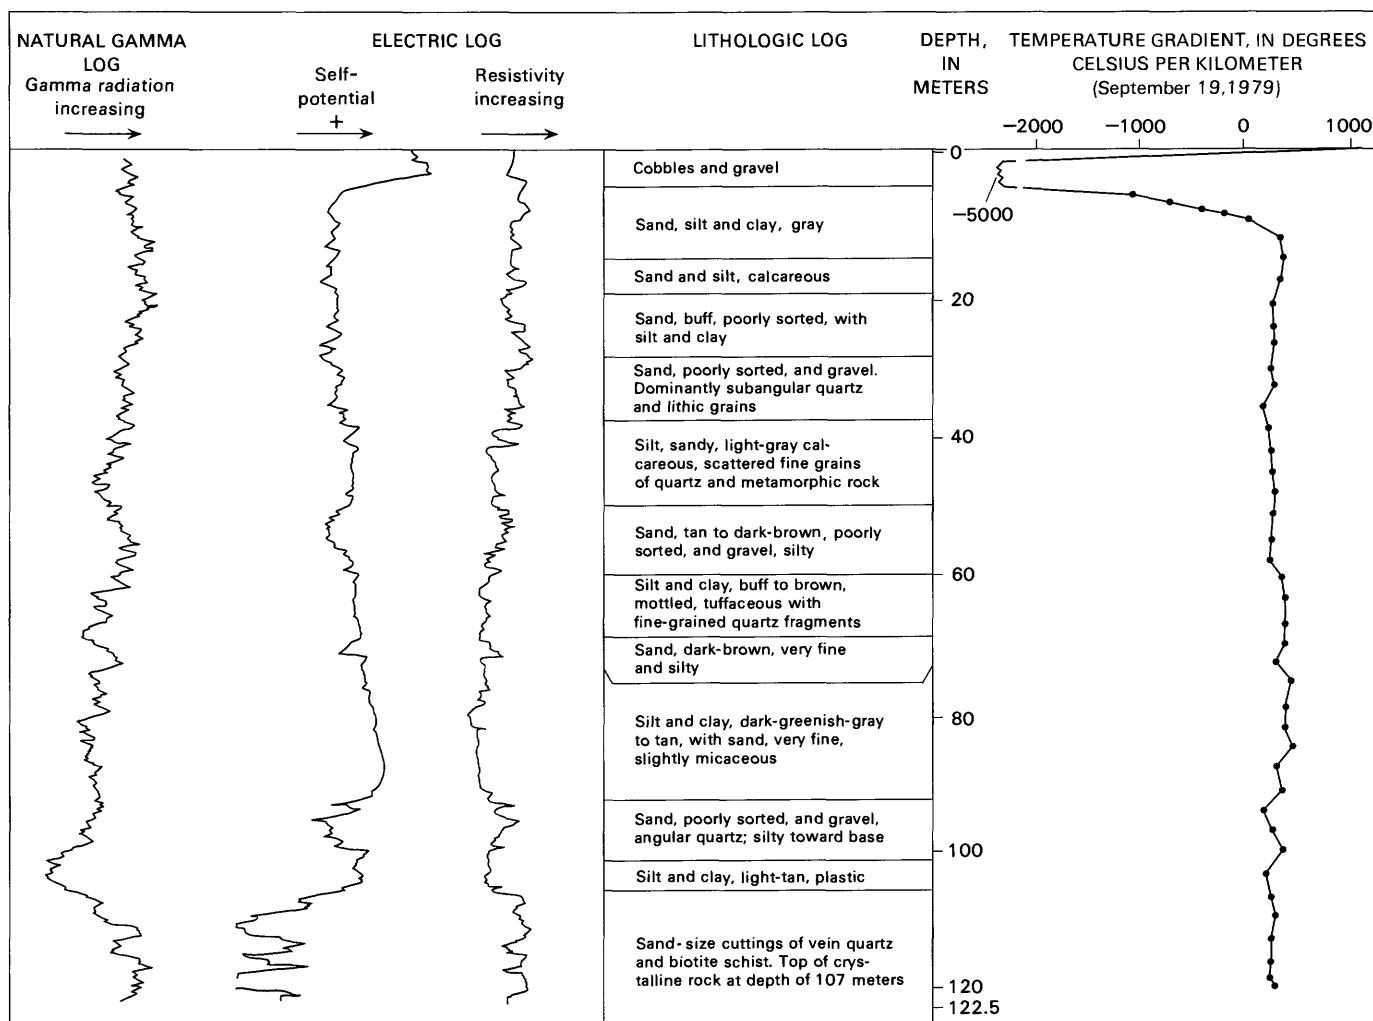 NATURAL GAMMA
LOG
Gamma radiation
increasing
ELECTRIC LOG
Self-
potential
+
Resistivity
increasing
LITHOLOGIC LOG
DEPTH,
IN
METERS
TEMPERATURE GRADIENT, IN DEGREES
CELSIUS PER KILOMETER
(September 19,1979)
−2000 −1000 0 1000
Cobbles and gravel
Sand, silt and clay, gray
Sand and silt, calcareous
Sand, buff, poorly sorted, with
silt and clay
Sand, poorly sorted, and gravel.
Dominantly subangular quartz
and lithic grains
Silt, sandy, light-gray cal-
careous, scattered fine grains
of quartz and metamorphic rock
Sand, tan to dark-brown, poorly
sorted, and gravel, silty
Silt and clay, buff to brown,
mottled, tuffaceous with
fine-grained quartz fragments
Sand, dark-brown, very fine
and silty
Silt and clay, dark-greenish-gray
to tan, with sand, very fine,
slightly micaceous
Sand, poorly sorted, and gravel,
angular quartz; silty toward base
Silt and clay, light-tan, plastic
Sand-size cuttings of vein quartz
and biotite schist. Top of crys-
talline rock at depth of 107 meters
0
20
40
60
80
100
120
122.5
−5000